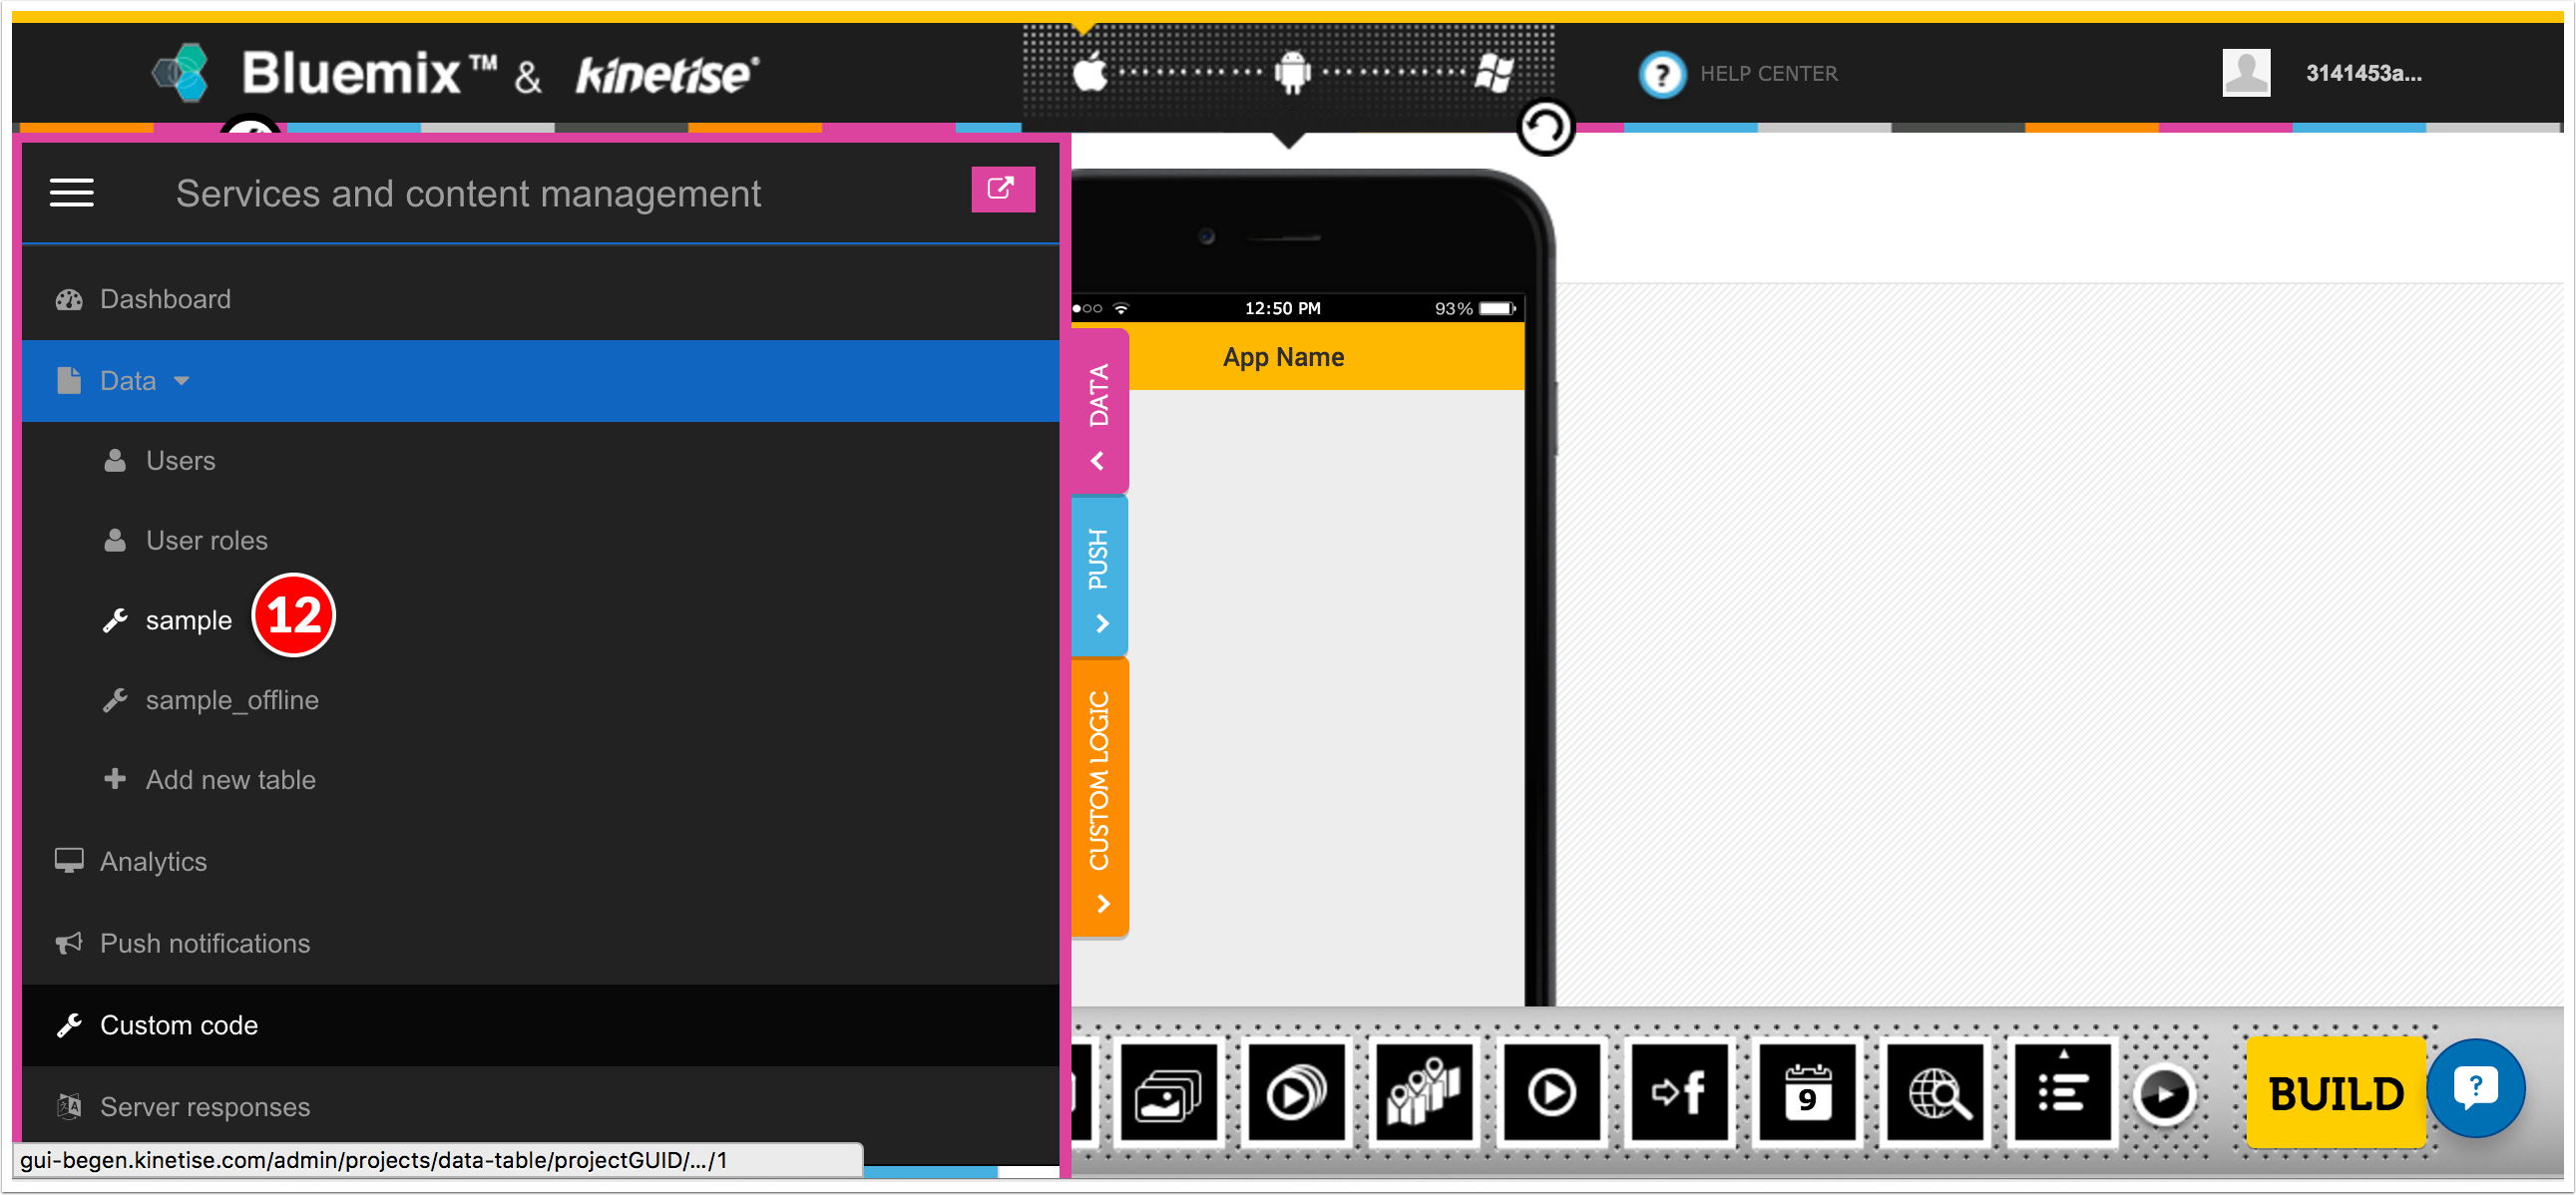 Bluemix™ & kinetise®
? HELP CENTER
3141453a...
Services and content management
Dashboard
Data
Users
User roles
sample 12
sample_offline
Add new table
Analytics
Push notifications
Custom code
Server responses
gui-begen.kinetise.com/admin/projects/data-table/projectGUID/.../1
12:50 PM
93%
App Name
DATA
PUSH
CUSTOM LOGIC
f
9
BUILD
?